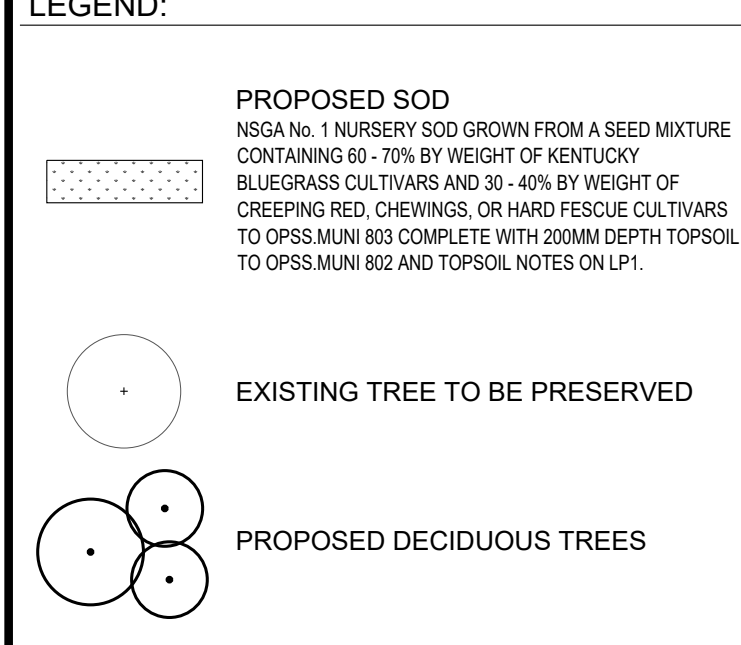 LEGEND:
PROPOSED SOD
NSGA No. 1 NURSERY SOD GROWN FROM A SEED MIXTURE
CONTAINING 60 - 70% BY WEIGHT OF KENTUCKY
BLUEGRASS CULTIVARS AND 30 - 40% BY WEIGHT OF
CREEPING RED, CHEWINGS, OR HARD FESCUE CULTIVARS
TO OPSS.MUNI 803 COMPLETE WITH 200MM DEPTH TOPSOIL
TO OPSS.MUNI 802 AND TOPSOIL NOTES ON LP1.
EXISTING TREE TO BE PRESERVED
PROPOSED DECIDUOUS TREES